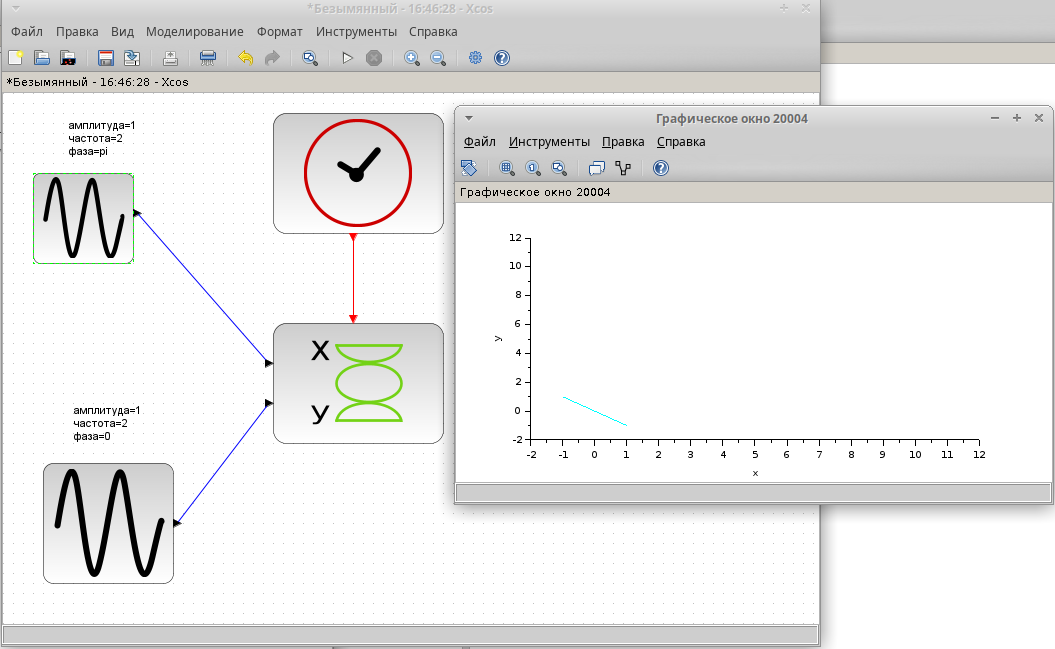 *Безымянный - 16:46:28 - Xcos
Файл Правка Вид Моделирование Формат Инструменты Справка
*Безымянный - 16:46:28 - Xcos
амплитуда=1
частота=2
фаза=pi
X
У
амплитуда=1
частота=2
фаза=0
Графическое окно 20004
Файл Инструменты Правка Справка
Графическое окно 20004
12
10
8
6
4
2
0
-2
y
-2 -1 0 1 2 3 4 5 6 7 8 9 10 11 12
x